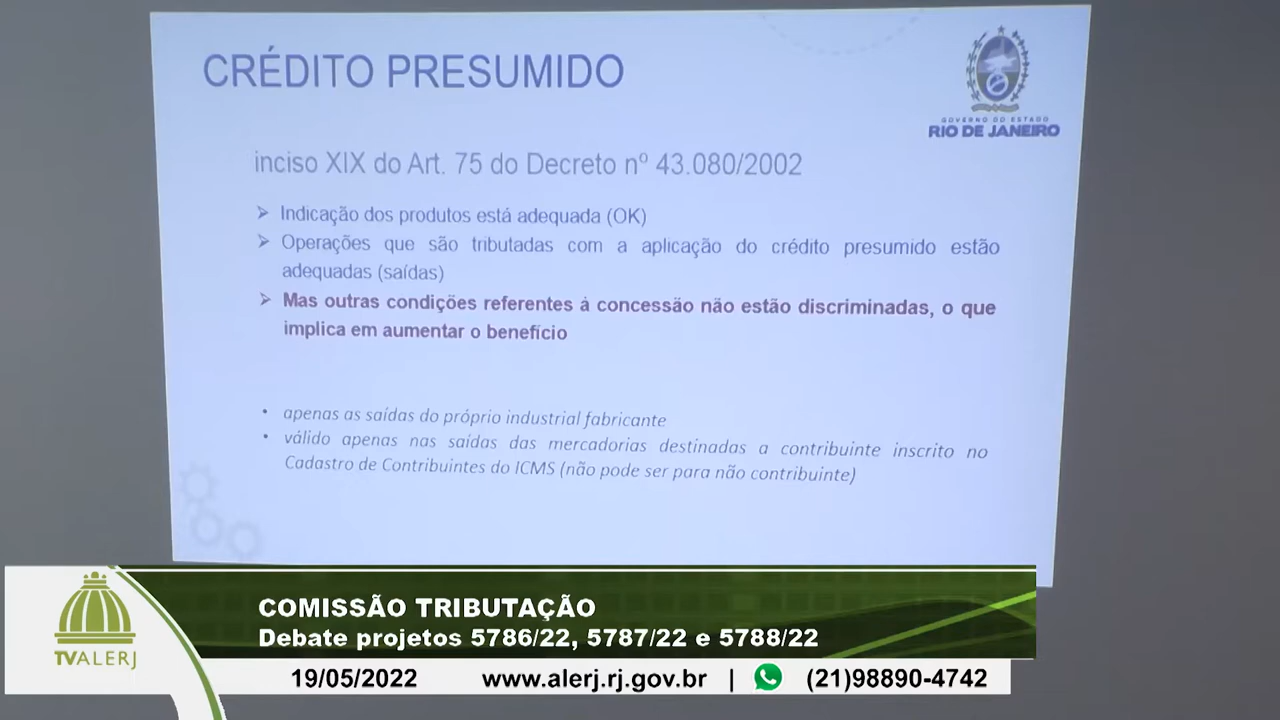 CRÉDITO PRESUMIDO
GOVERNO DO ESTADO
RIO DE JANEIRO
inciso XIX do Art. 75 do Decreto nº 43.080/2002
➢ Indicação dos produtos está adequada (OK)
➢ Operações que são tributadas com a aplicação do crédito presumido estão
adequadas (saídas)
➢ Mas outras condições referentes à concessão não estão discriminadas, o que
implica em aumentar o benefício
• apenas as saídas do próprio industrial fabricante
• válido apenas nas saídas das mercadorias destinadas a contribuinte inscrito no
Cadastro de Contribuintes do ICMS (não pode ser para não contribuinte)
COMISSÃO TRIBUTAÇÃO
Debate projetos 5786/22, 5787/22 e 5788/22
TVALERJ
19/05/2022 www.alerj.rj.gov.br | (21)98890-4742